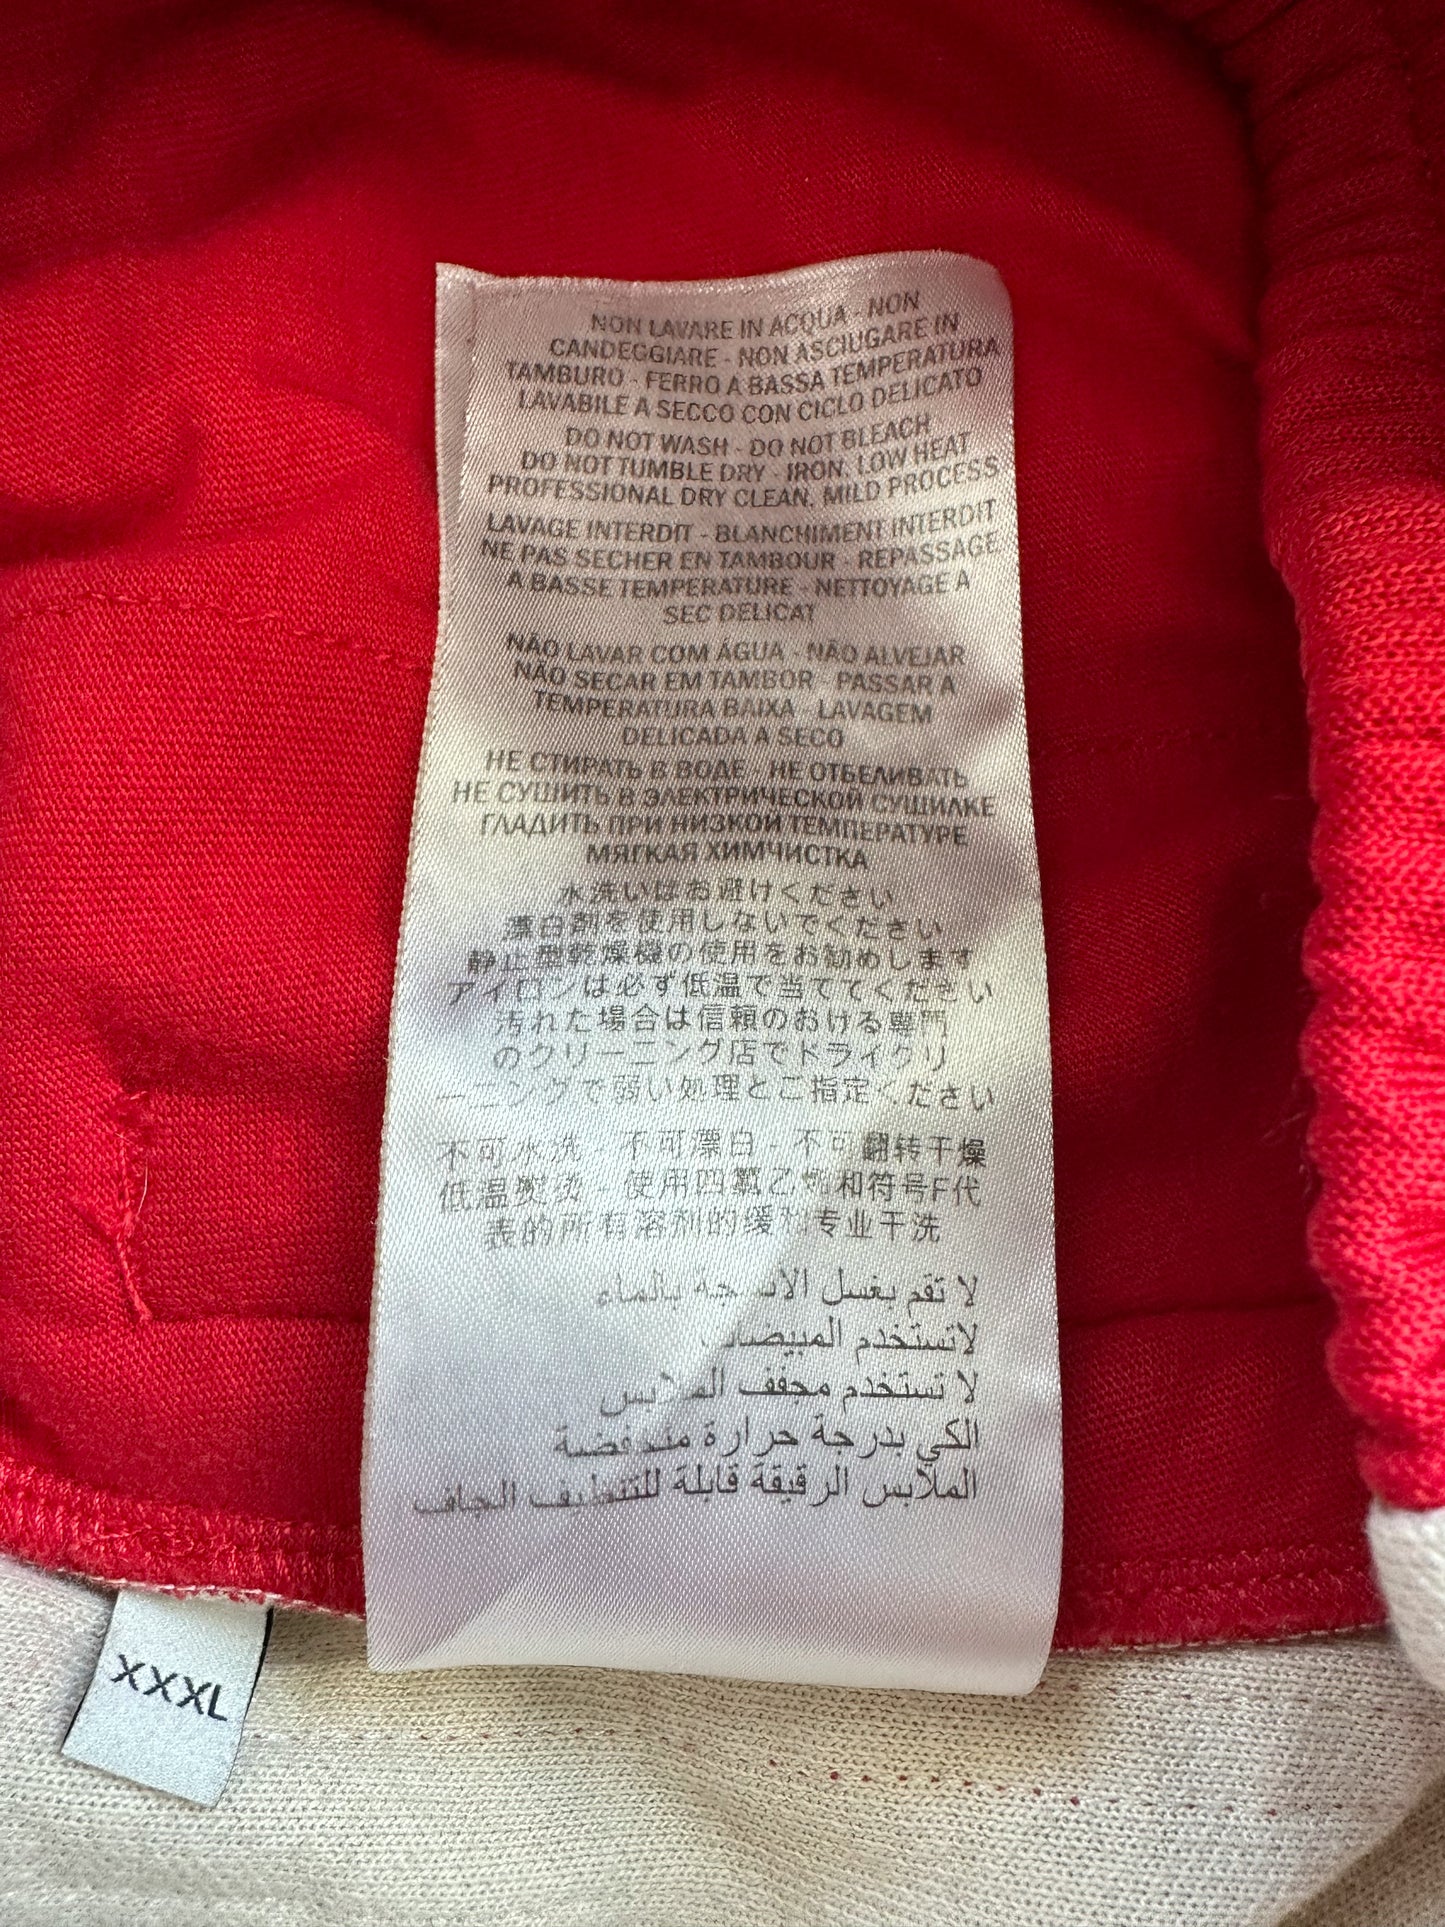 NON LAVARE IN ACQUA - NON
CANDEGGIARE - NON ASCIUGARE IN
TAMBURO - FERRO A BASSA TEMPERATURA
LAVABILE A SECCO CON CICLO DELICATO
DO NOT WASH - DO NOT BLEACH
DO NOT TUMBLE DRY - IRON, LOW HEAT
PROFESSIONAL DRY CLEAN, MILD PROCESS
LAVAGE INTERDIT - BLANCHIMENT INTERDIT
NE PAS SECHER EN TAMBOUR - REPASSAGE
A BASSE TEMPERATURE - NETTOYAGE A
SEC DELICAT
NÃO LAVAR COM ÁGUA - NÃO ALVEJAR
NÃO SECAR EM TAMBOR - PASSAR A
TEMPERATURA BAIXA - LAVAGEM
DELICADA A SECO
НЕ СТИРАТЬ В ВОДЕ - НЕ ОТБЕЛИВАТЬ
НЕ СУШИТЬ В ЭЛЕКТРИЧЕСКОЙ СУШИЛКЕ
ГЛАДИТЬ ПРИ НИЗКОЙ ТЕМПЕРАТУРЕ
МЯГКАЯ ХИМЧИСТКА
水洗いはお避けください
漂白剤を使用しないでください
静止型乾燥機の使用をお勧めします
アイロンは必ず低温で当ててください
汚れた場合は信頼のおける専門
のクリーニング店でドライクリ
ーニングで弱い処理とご指定ください
不可水洗 - 不可漂白 - 不可翻转干燥
低温熨烫 - 使用四氯乙 和符号F代
表的所有溶剂的缓和专业干洗
لا تقم بغسل بالماء
لاتستخدم المبيضات
لا تستخدم مجفف الملابس
الكي بدرجة حرارة منخفضة
الملابس الرقيقة قابلة للتنظيف الجاف
XXXL